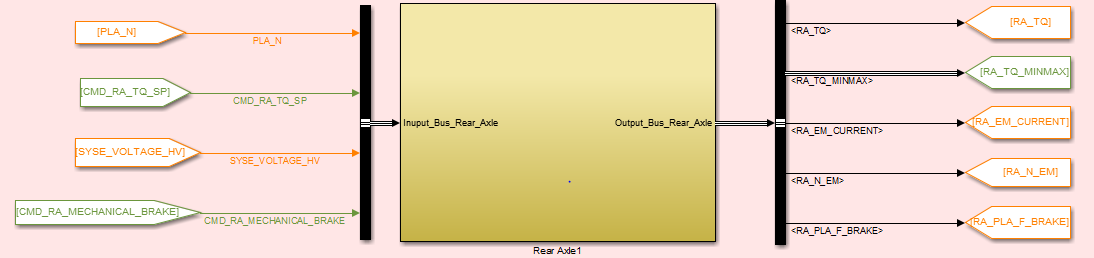 [PLA_N]
PLA_N
[CMD_RA_TQ_SP]
CMD_RA_TQ_SP
[SYSE_VOLTAGE_HV]
SYSE_VOLTAGE_HV
[CMD_RA_MECHANICAL_BRAKE]
CMD_RA_MECHANICAL_BRAKE
Inuput_Bus_Rear_Axle
Output_Bus_Rear_Axle
Rear Axle1
<RA_TQ>
[RA_TQ]
<RA_TQ_MINMAX>
[RA_TQ_MINMAX]
<RA_EM_CURRENT>
[RA_EM_CURRENT]
<RA_N_EM>
[RA_N_EM]
<RA_PLA_F_BRAKE>
[RA_PLA_F_BRAKE]